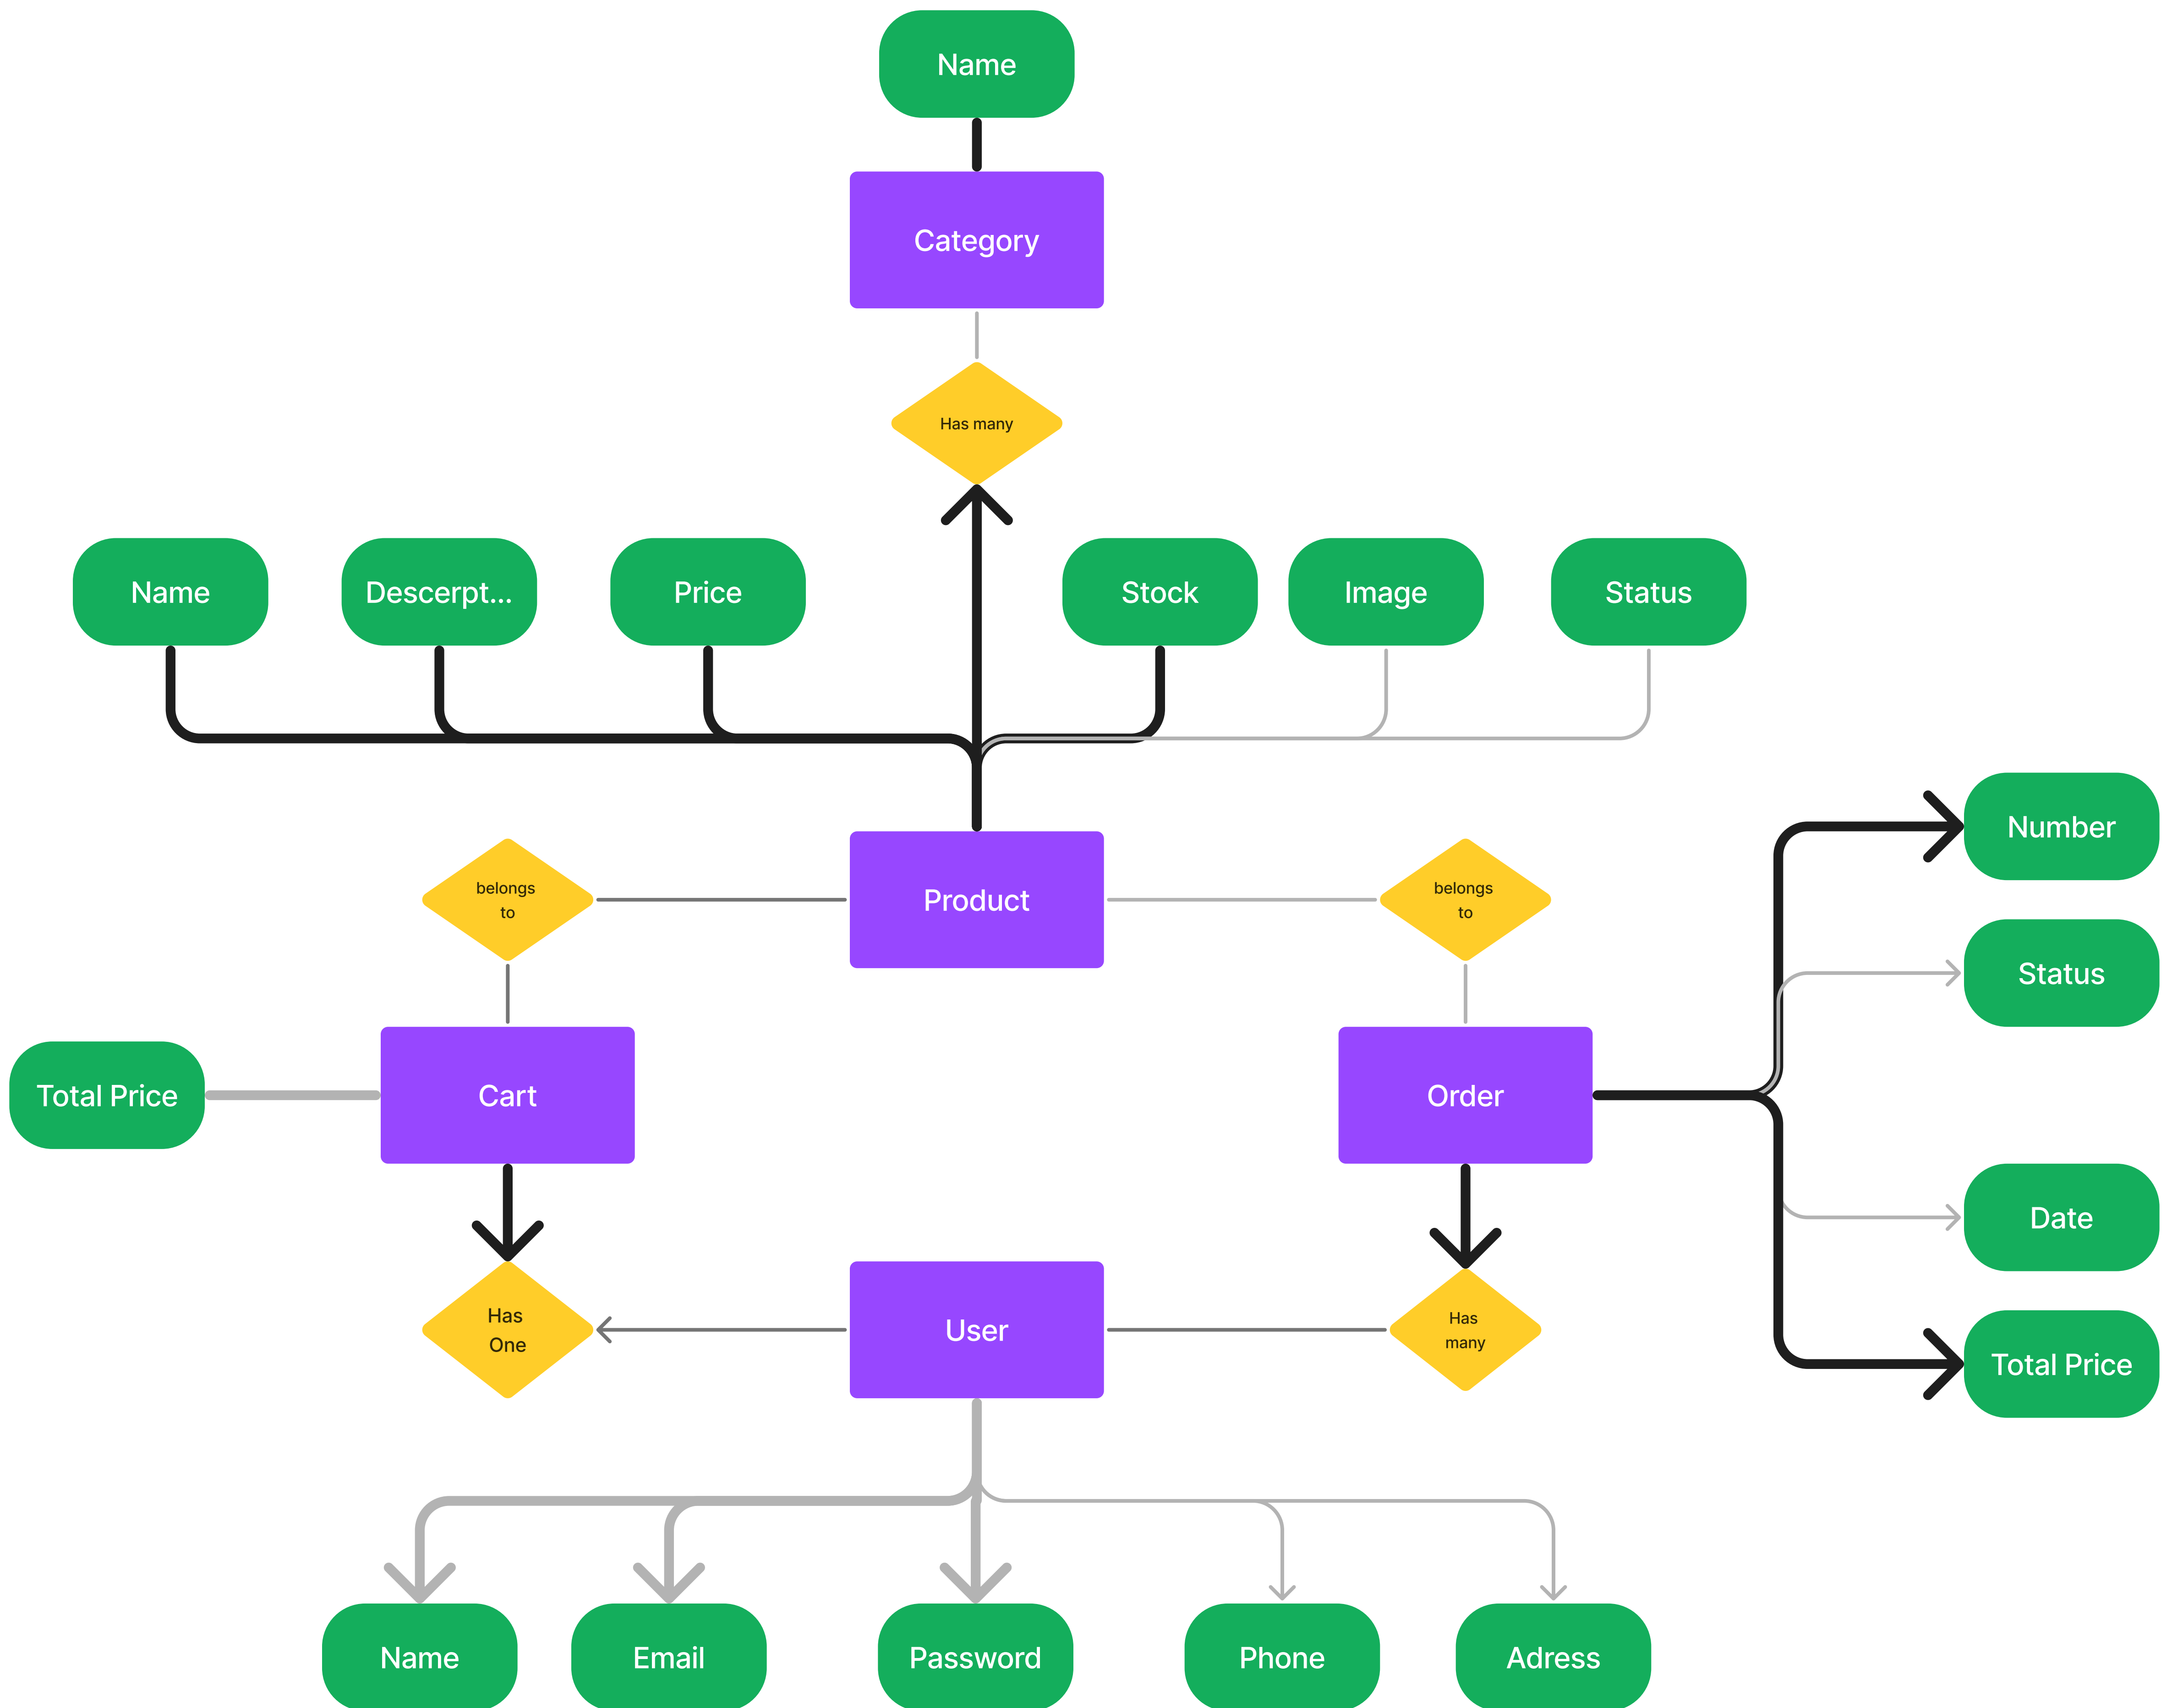 Name
Category
Has many
Name
Descerpt...
Price
Stock
Image
Status
Number
belongs
to
Product
belongs
to
Status
Total Price
Cart
Order
Date
Has
One
User
Has
many
Total Price
Name
Email
Password
Phone
Adress